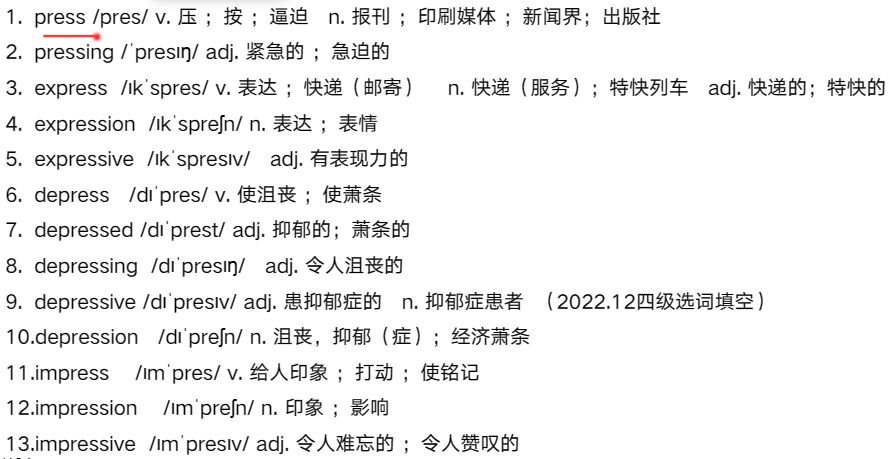 1. press /pres/ v. 压 ；按 ；逼迫 n. 报刊 ；印刷媒体 ；新闻界；出版社
2. pressing /ˈpresɪŋ/ adj. 紧急的 ；急迫的
3. express /ɪkˈspres/ v. 表达 ；快递（邮寄） n. 快递（服务）；特快列车 adj. 快递的；特快的
4. expression /ɪkˈspreʃn/ n. 表达 ；表情
5. expressive /ɪkˈspresɪv/ adj. 有表现力的
6. depress /dɪˈpres/ v. 使沮丧 ；使萧条
7. depressed /dɪˈprest/ adj. 抑郁的；萧条的
8. depressing /dɪˈpresɪŋ/ adj. 令人沮丧的
9. depressive /dɪˈpresɪv/ adj. 患抑郁症的 n. 抑郁症患者 （2022.12四级选词填空）
10.depression /dɪˈpreʃn/ n. 沮丧，抑郁（症）；经济萧条
11.impress /ɪmˈpres/ v. 给人印象 ；打动 ；使铭记
12.impression /ɪmˈpreʃn/ n. 印象 ；影响
13.impressive /ɪmˈpresɪv/ adj. 令人难忘的 ；令人赞叹的